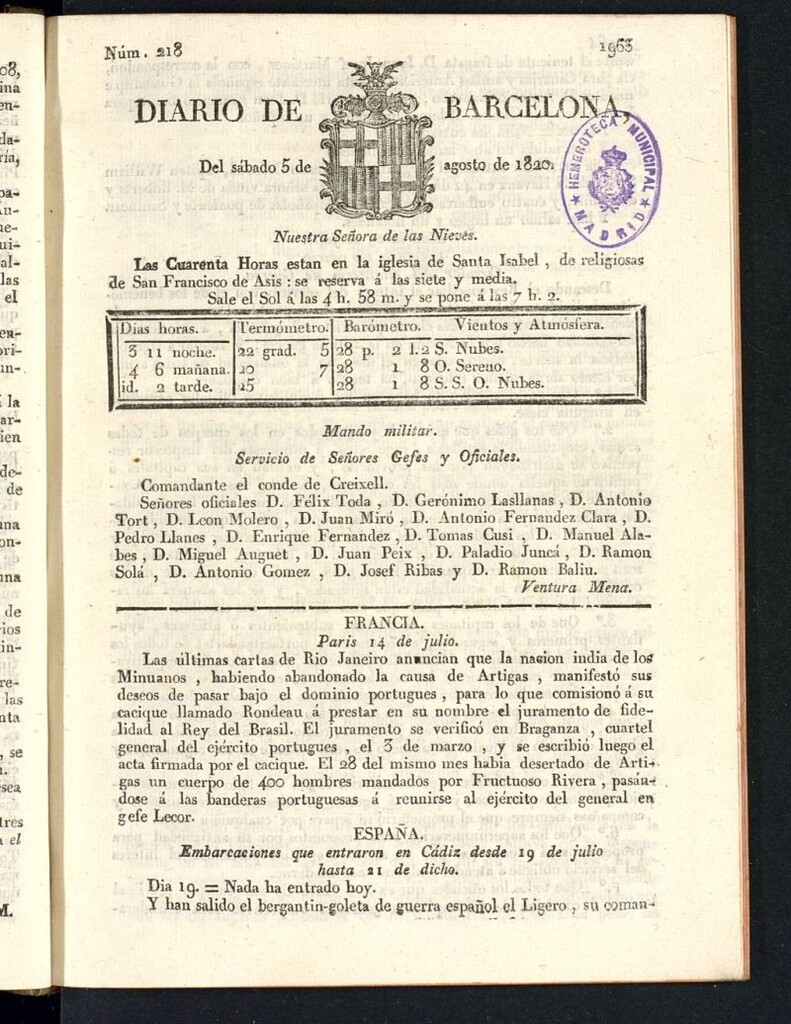 Núm. 218 1963
DIARIO DE BARCELONA,
Del sábado 5 de agosto de 1820.
HEMEROTECA MUNICIPAL
★ MADRID ★
Nuestra Señora de las Nieves.
Las Cuarenta Horas estan en la iglesia de Santa Isabel , de religiosas
de San Francisco de Asis : se reserva á las siete y media.
Sale el Sol á las 4 h. 58 m. y se pone á las 7 h. 2.
Dias horas. Termómetro. Barómetro. Vientos y Atmósfera.
3 11 noche. 22 grad. 5 28 p. 2 l. 2 S. Nubes.
4 6 mañana. 20 7 28 1 8 O. Sereno.
id. 2 tarde. 25 28 1 8 S. S. O. Nubes.
Mando militar.
Servicio de Señores Gefes y Oficiales.
Comandante el conde de Creixell.
Señores oficiales D. Félix Toda , D. Gerónimo Lasllanas , D. Antonio
Tort , D. Leon Molero , D. Juan Miró , D. Antonio Fernandez Clara , D.
Pedro Llanes , D. Enrique Fernandez , D. Tomas Cusi , D. Manuel Ala-
bes , D. Miguel Auguet , D. Juan Peix , D. Paladio Juncá , D. Ramon
Solá , D. Antonio Gomez , D. Josef Ribas y D. Ramon Baliu.
Ventura Mena.
FRANCIA.
Paris 14 de julio.
Las últimas cartas de Rio Janeiro anuncian que la nacion india de los
Minuanos , habiendo abandonado la causa de Artigas , manifestó sus
deseos de pasar bajo el dominio portugues , para lo que comisionó á su
cacique llamado Rondeau á prestar en su nombre el juramento de fide-
lidad al Rey del Brasil. El juramento se verificó en Braganza , cuartel
general del ejército portugues , el 3 de marzo , y se escribió luego el
acta firmada por el cacique. El 28 del mismo mes habia desertado de Arti-
gas un cuerpo de 400 hombres mandados por Fructuoso Rivera , pasán-
dose á las banderas portuguesas á reunirse al ejército del general en
gefe Lecor.
ESPAÑA.
Embarcaciones que entraron en Cádiz desde 19 de julio
hasta 21 de dicho.
Dia 19. = Nada ha entrado hoy.
Y han salido el bergantin-goleta de guerra español el Ligero , su coman-